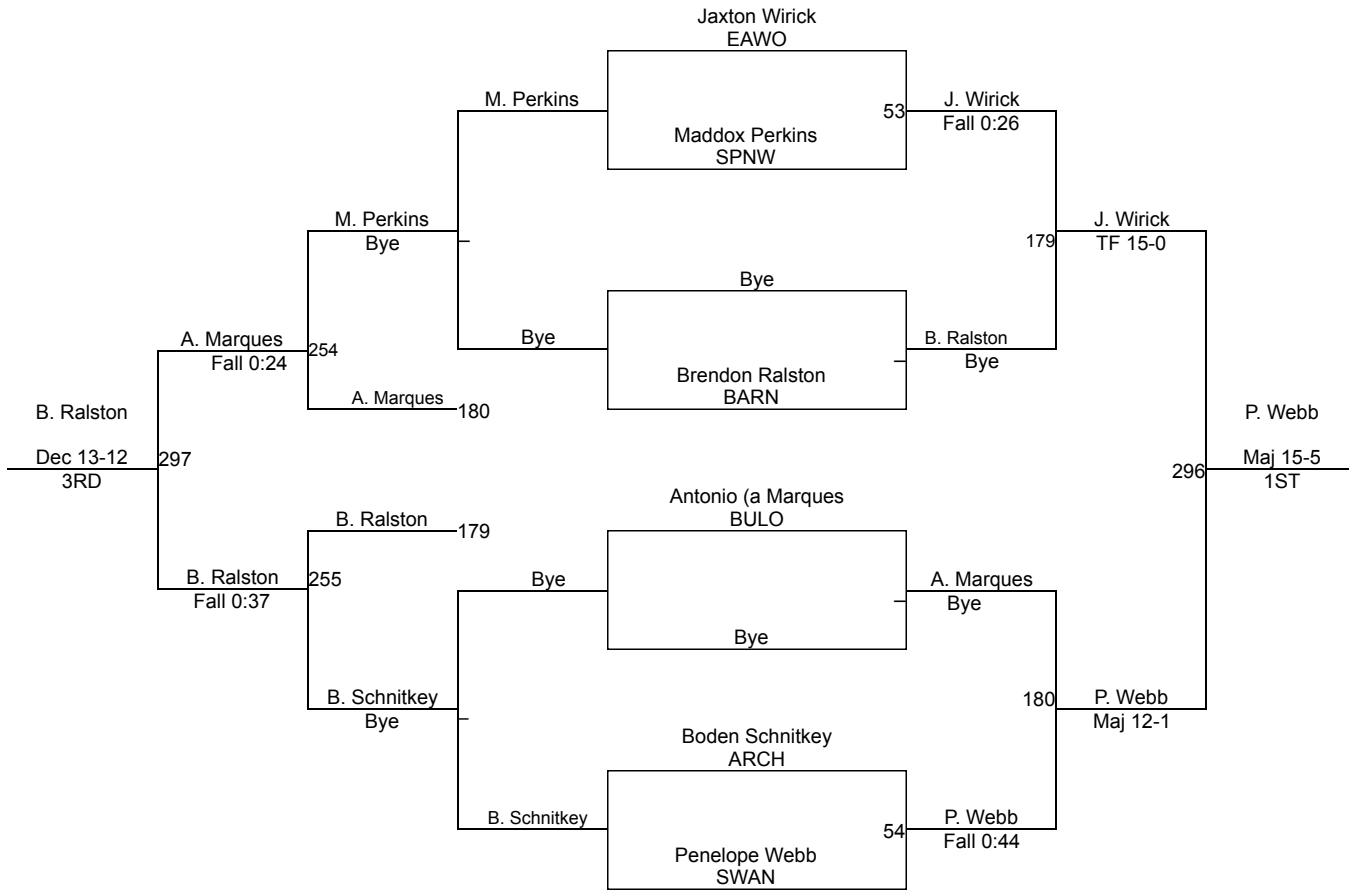 Jaxton Wirick
EAWO
M. Perkins
53
J. Wirick
Fall 0:26
Maddox Perkins
SPNW
M. Perkins
Bye
179
J. Wirick
TF 15-0
Bye
A. Marques
Fall 0:24
254
Bye
B. Ralston
Bye
Brendon Ralston
BARN
A. Marques
180
B. Ralston
Dec 13-12
3RD
297
P. Webb
Maj 15-5
1ST
296
Antonio (a Marques
BULO
B. Ralston
179
B. Ralston
Fall 0:37
255
Bye
A. Marques
Bye
Bye
B. Schnitkey
Bye
180
P. Webb
Maj 12-1
Boden Schnitkey
ARCH
B. Schnitkey
54
P. Webb
Fall 0:44
Penelope Webb
SWAN